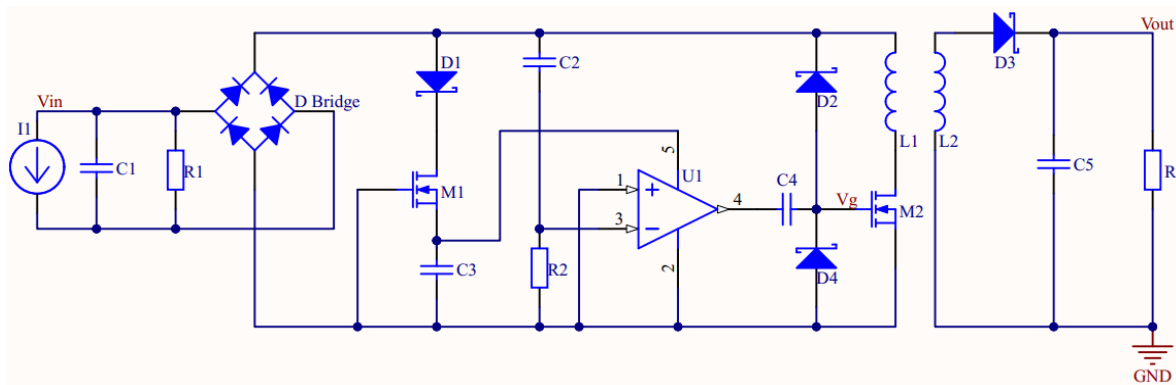 Vout
D1
C2
D3
Vin
D Bridge
D2
I1
L1
L2
C1
R1
5
U1
C5
R
M1
1
+
C4
Vg
M2
4
3
−
C3
R2
2
D4
GND